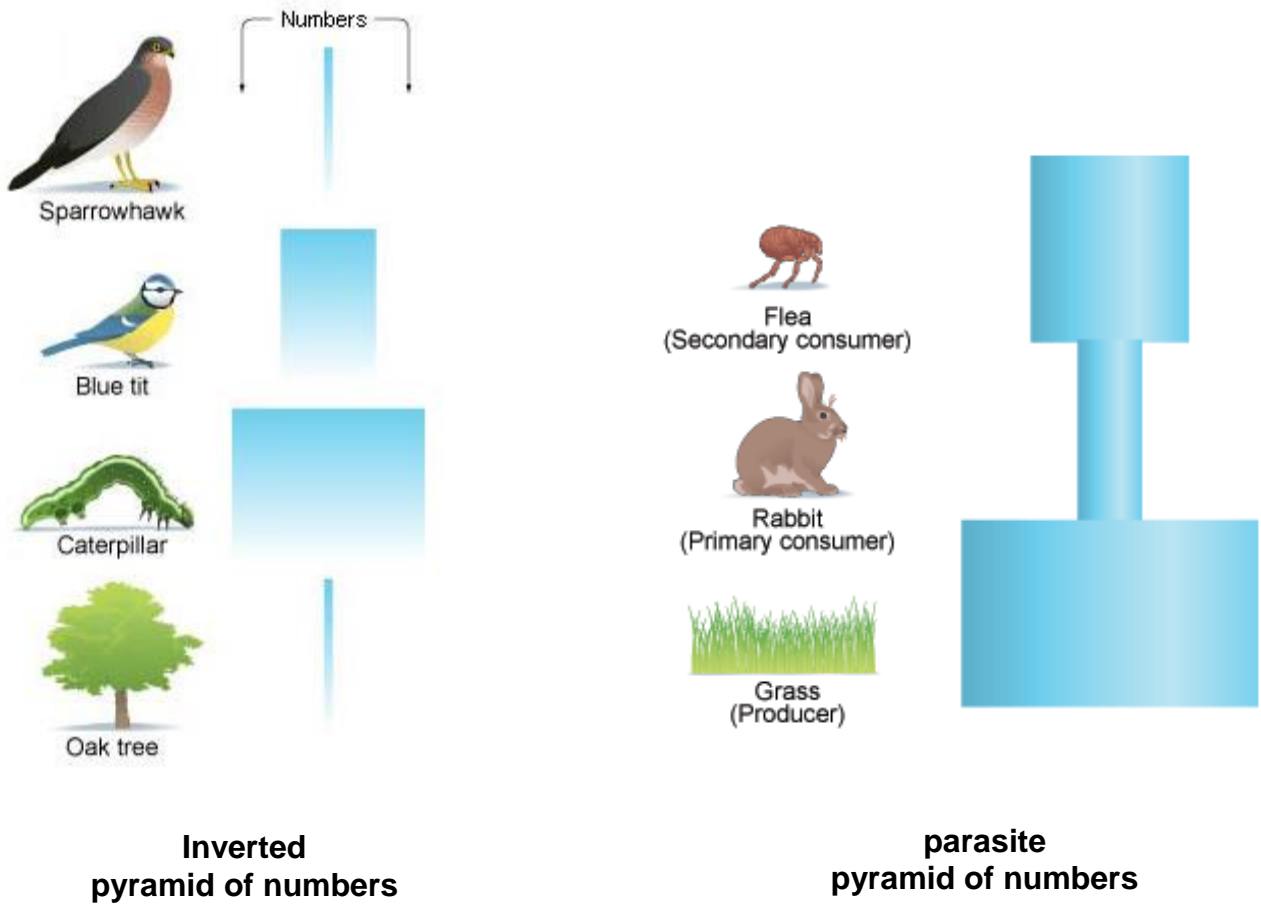 Numbers
Sparrowhawk
Blue tit
Caterpillar
Oak tree
Inverted
pyramid of numbers
Flea
(Secondary consumer)
Rabbit
(Primary consumer)
Grass
(Producer)
parasite
pyramid of numbers